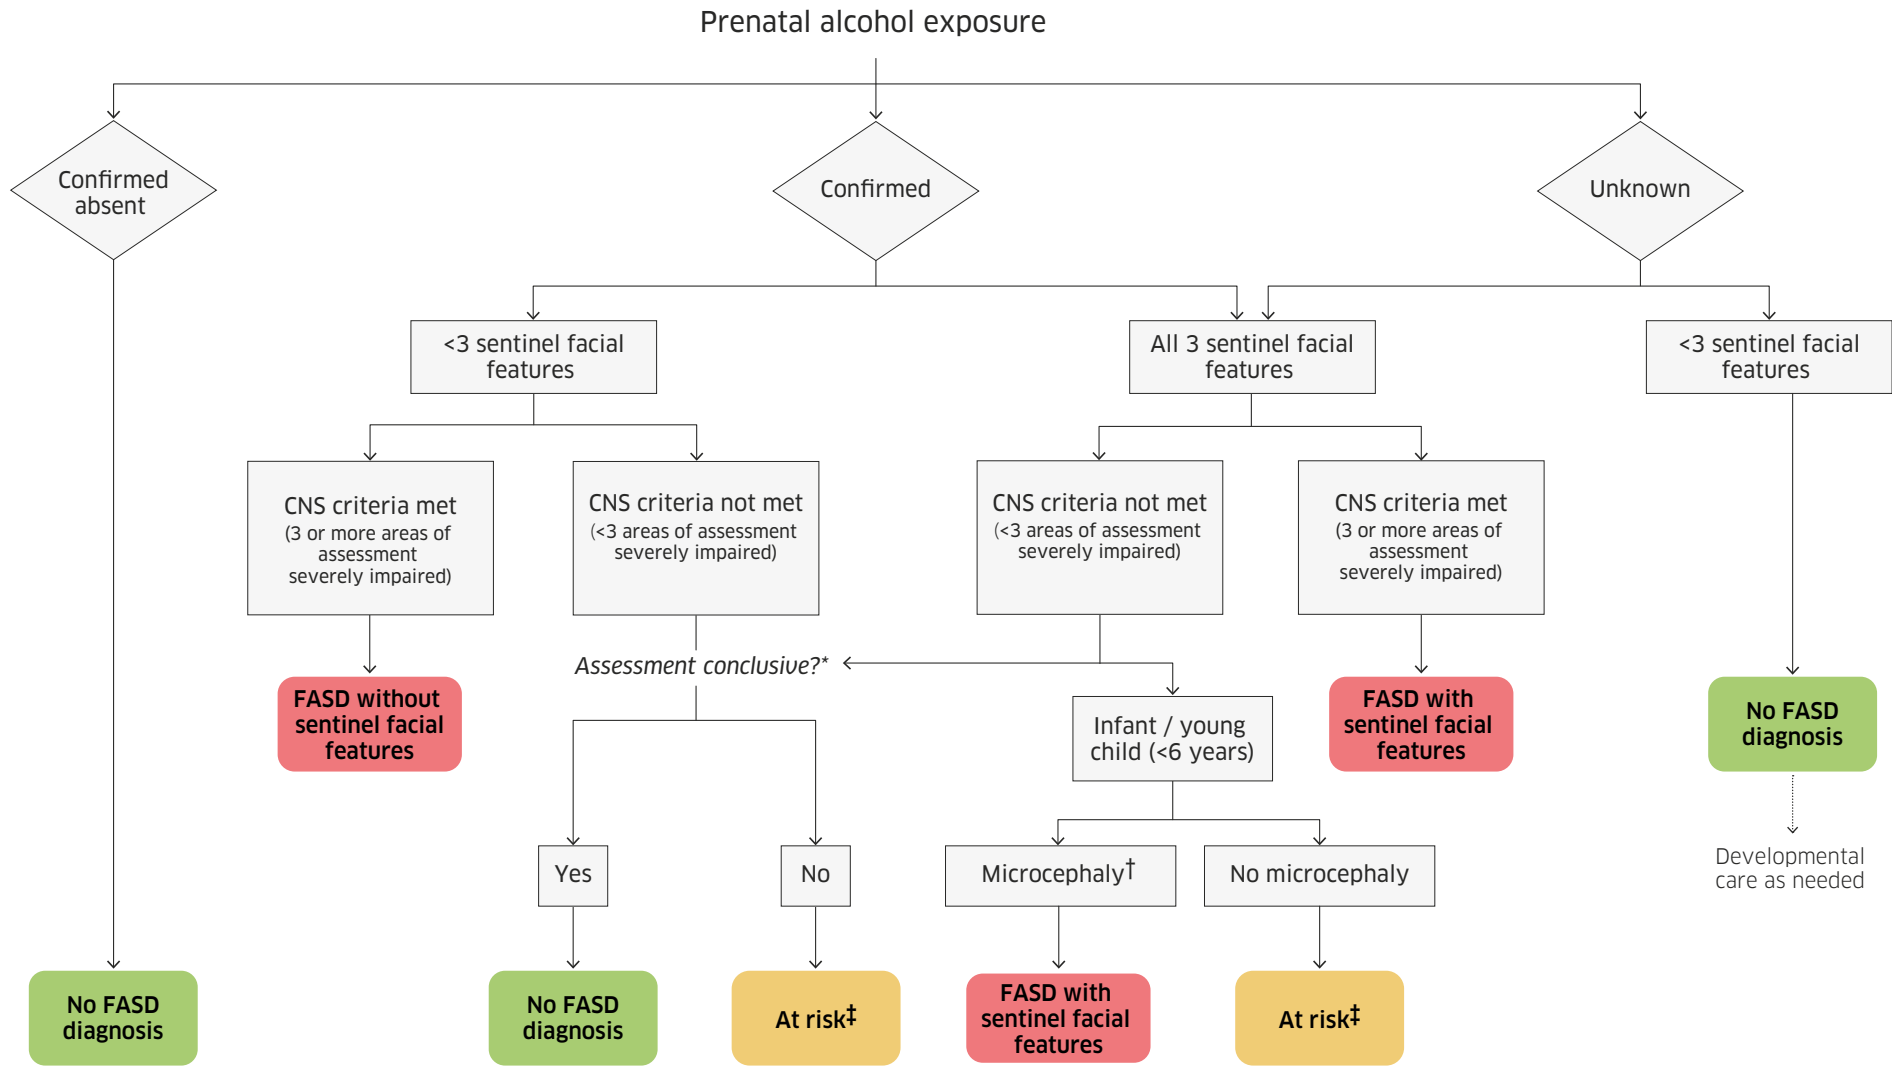 Prenatal alcohol exposure
Confirmed
absent
Confirmed
Unknown
<3 sentinel facial
features
All 3 sentinel facial
features
<3 sentinel facial
features
CNS criteria met
(3 or more areas of
assessment
severely impaired)
CNS criteria not met
(<3 areas of assessment
severely impaired)
CNS criteria not met
(<3 areas of assessment
severely impaired)
CNS criteria met
(3 or more areas of
assessment
severely impaired)
Assessment conclusive?*
FASD without
sentinel facial
features
Infant / young
child (<6 years)
FASD with
sentinel facial
features
No FASD
diagnosis
Yes
No
Microcephaly†
No microcephaly
Developmental
care as needed
No FASD
diagnosis
No FASD
diagnosis
At risk‡
FASD with
sentinel facial
features
At risk‡